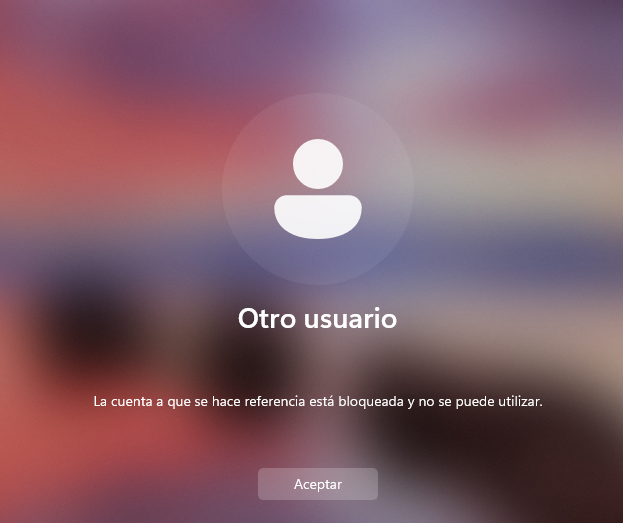 Otro usuario
La cuenta a que se hace referencia está bloqueada y no se puede utilizar.
Aceptar